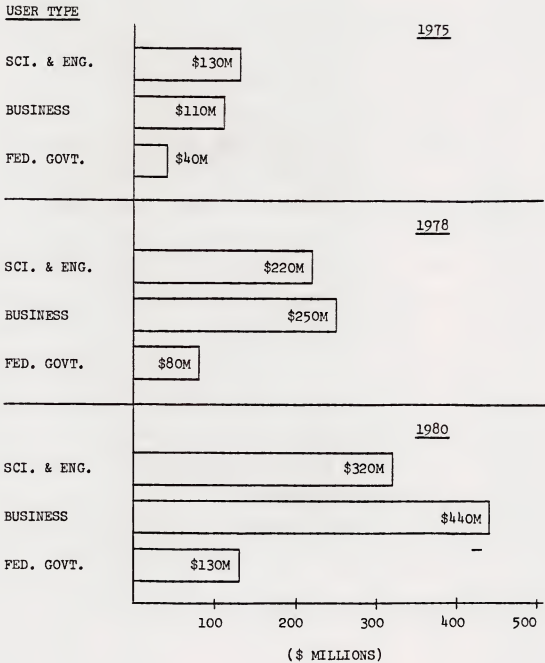 USER TYPE
1975
SCI. & ENG. $130M
BUSINESS $110M
FED. GOVT. $40M
1978
SCI. & ENG. $220M
BUSINESS $250M
FED. GOVT. $80M
1980
SCI. & ENG. $320M
BUSINESS $440M
FED. GOVT. $130M
100 200 300 400 500
($ MILLIONS)